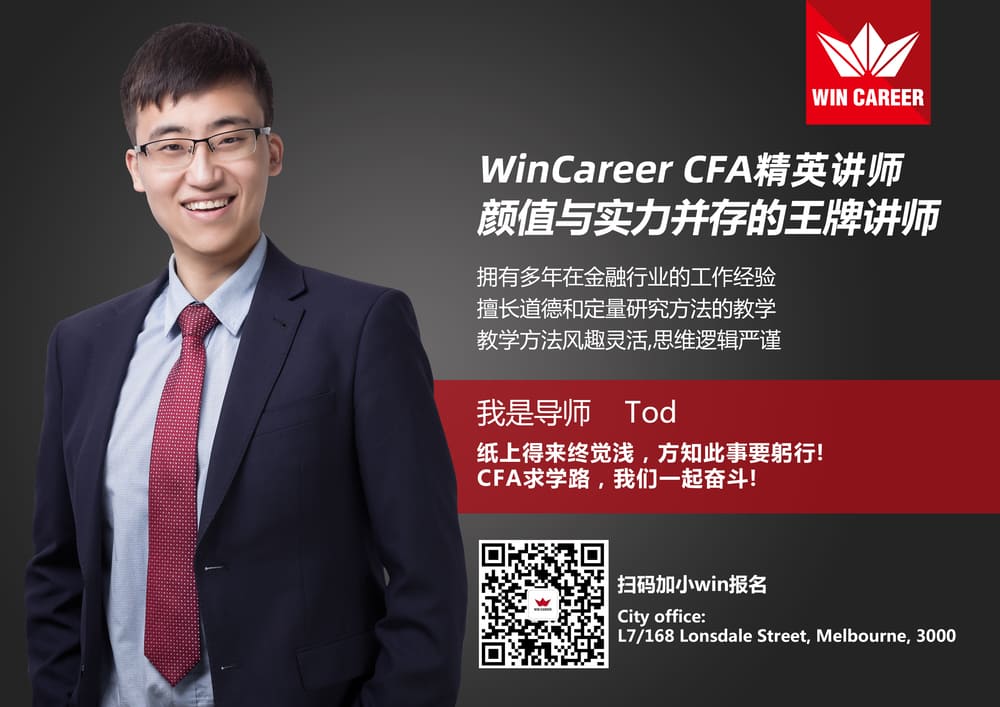 WIN CAREER
WinCareer CFA精英讲师
颜值与实力并存的王牌讲师
拥有多年在金融行业的工作经验
擅长道德和定量研究方法的教学
教学方法风趣灵活,思维逻辑严谨
我是导师 Tod
纸上得来终觉浅，方知此事要躬行!
CFA求学路，我们一起奋斗!
WIN CAREER
扫码加小win报名
City office:
L7/168 Lonsdale Street, Melbourne, 3000